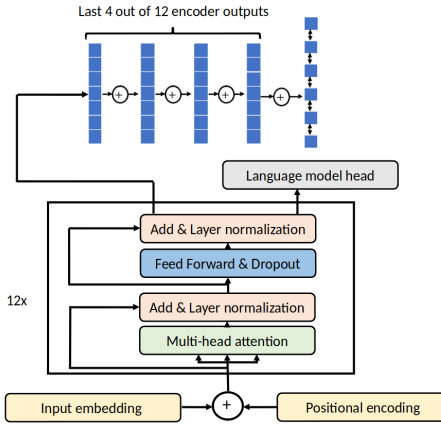 Last 4 out of 12 encoder outputs
+ + + +
Language model head
Add & Layer normalization
Feed Forward & Dropout
12x
Add & Layer normalization
Multi-head attention
Input embedding + Positional encoding